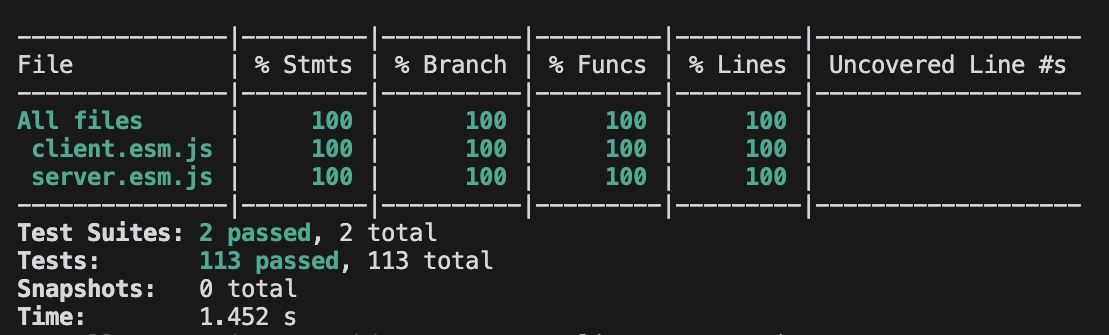 ---------------|---------|----------|---------|---------|-------------------
File           | % Stmts | % Branch | % Funcs | % Lines | Uncovered Line #s
---------------|---------|----------|---------|---------|-------------------
All files      |     100 |      100 |     100 |     100 |
 client.esm.js |     100 |      100 |     100 |     100 |
 server.esm.js |     100 |      100 |     100 |     100 |
---------------|---------|----------|---------|---------|-------------------
Test Suites: 2 passed, 2 total
Tests:       113 passed, 113 total
Snapshots:   0 total
Time:        1.452 s